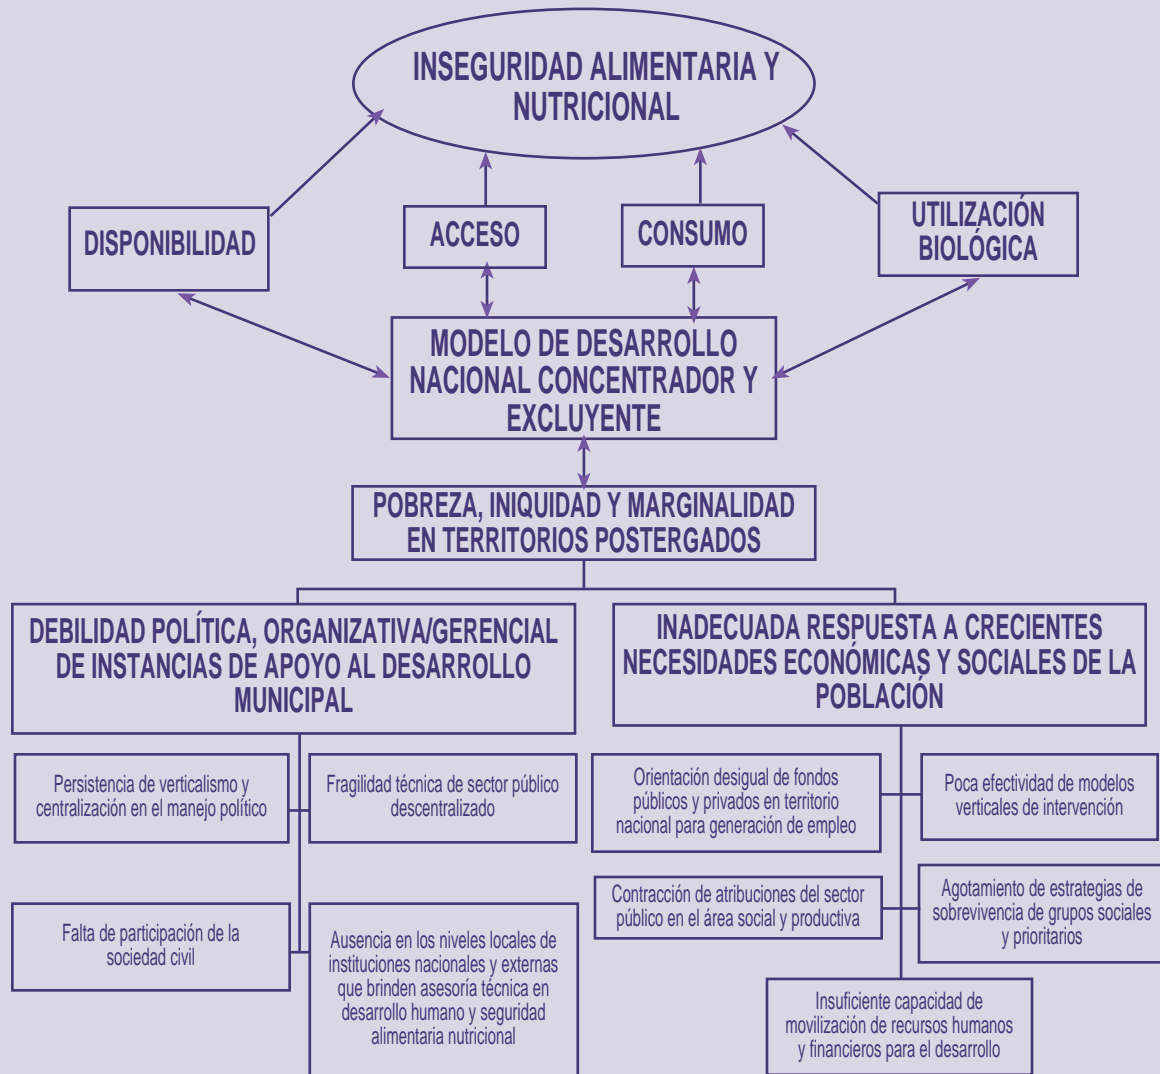 INSEGURIDAD ALIMENTARIA Y
NUTRICIONAL
DISPONIBILIDAD
ACCESO
CONSUMO
UTILIZACIÓN
BIOLÓGICA
MODELO DE DESARROLLO
NACIONAL CONCENTRADOR Y
EXCLUYENTE
POBREZA, INIQUIDAD Y MARGINALIDAD
EN TERRITORIOS POSTERGADOS
DEBILIDAD POLÍTICA, ORGANIZATIVA/GERENCIAL
DE INSTANCIAS DE APOYO AL DESARROLLO
MUNICIPAL
INADECUADA RESPUESTA A CRECIENTES
NECESIDADES ECONÓMICAS Y SOCIALES DE LA
POBLACIÓN
Persistencia de verticalismo y
centralización en el manejo político
Fragilidad técnica de sector público
descentralizado
Orientación desigual de fondos
públicos y privados en territorio
nacional para generación de empleo
Poca efectividad de modelos
verticales de intervención
Falta de participación de la
sociedad civil
Ausencia en los niveles locales de
instituciones nacionales y externas
que brinden asesoría técnica en
desarrollo humano y seguridad
alimentaria nutricional
Contracción de atribuciones del sector
público en el área social y productiva
Agotamiento de estrategias de
sobrevivencia de grupos sociales
y prioritarios
Insuficiente capacidad de
movilización de recursos humanos
y financieros para el desarrollo